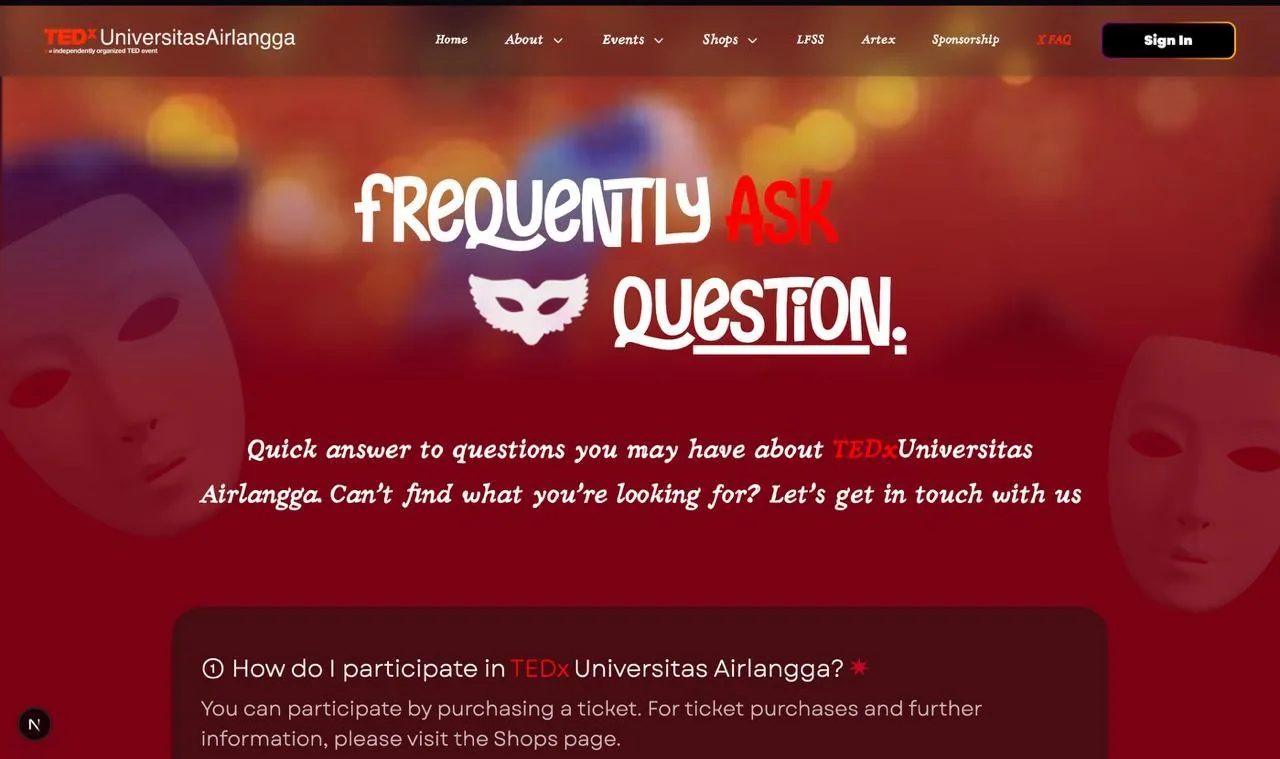 TEDx UniversitasAirlangga
x = independently organized TED event
Home About Events Shops LFSS Artex Sponsorship X FAQ Sign In
fREQUENTLY ASK
QUESTION.
Quick answer to questions you may have about TEDxUniversitas
Airlangga. Can't find what you're looking for? Let's get in touch with us
1 How do I participate in TEDx Universitas Airlangga?
You can participate by purchasing a ticket. For ticket purchases and further
information, please visit the Shops page.
N